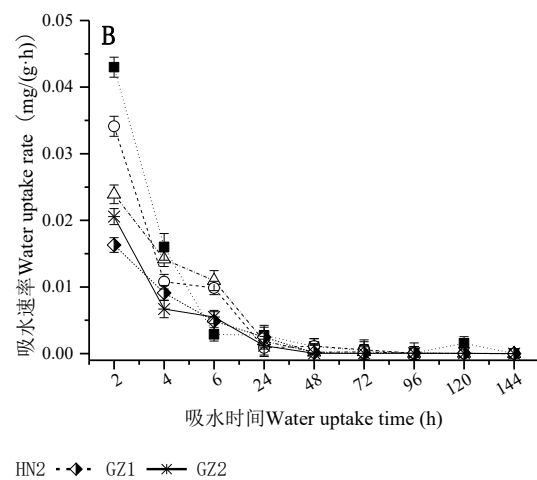 B
0.05
0.04
0.03
0.02
0.01
0.00
吸水速率Water uptake rate（mg/(g·h)）
2 4 6 24 48 72 96 120 144
吸水时间Water uptake time (h)
HN2 GZ1 GZ2